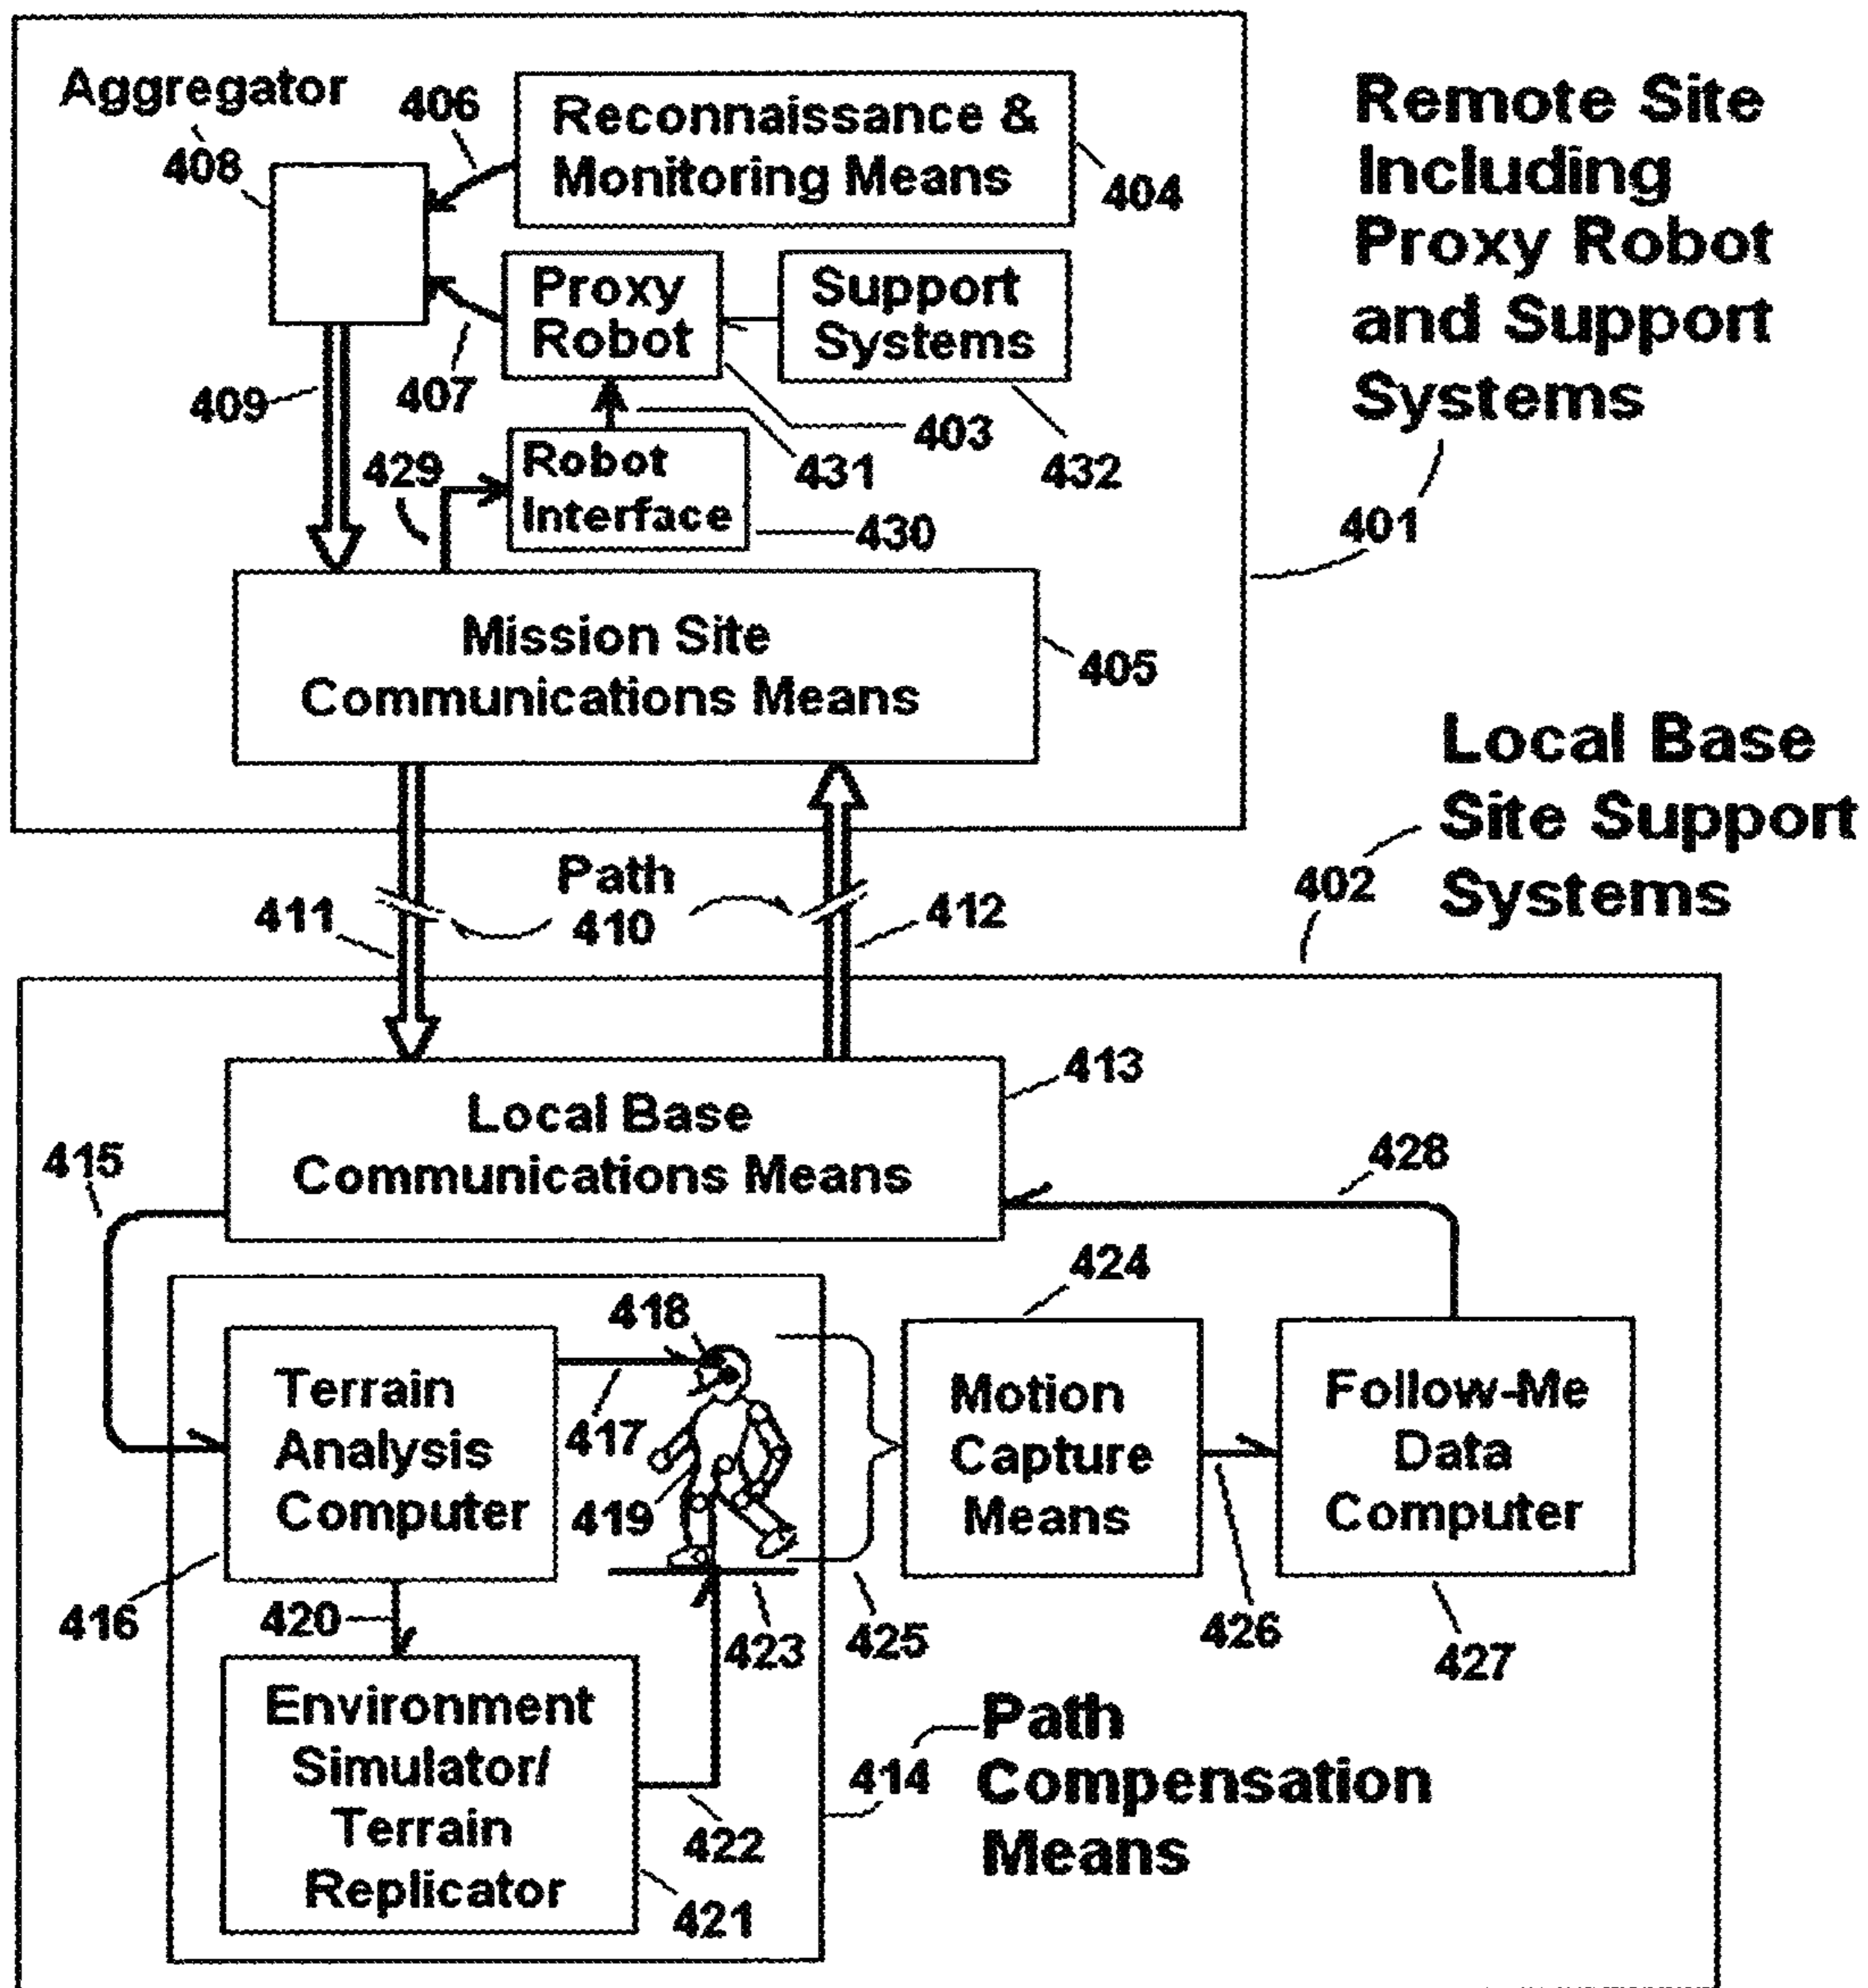 Aggregator
408
406
Reconnaissance &
Monitoring Means
404
Proxy
Robot
Support
Systems
409
407
403
431
432
429
Robot
Interface
430
Remote Site
Including
Proxy Robot
and Support
Systems
401
Mission Site
Communications Means
405
Local Base
Site Support
Systems
402
Path
410
411
412
Local Base
Communications Means
413
415
428
424
418
Terrain
Analysis
Computer
417
419
Motion
Capture
Means
Follow-Me
Data
Computer
416
420
423
425
426
427
Environment
Simulator/
Terrain
Replicator
422
421
Path
414
Compensation
Means